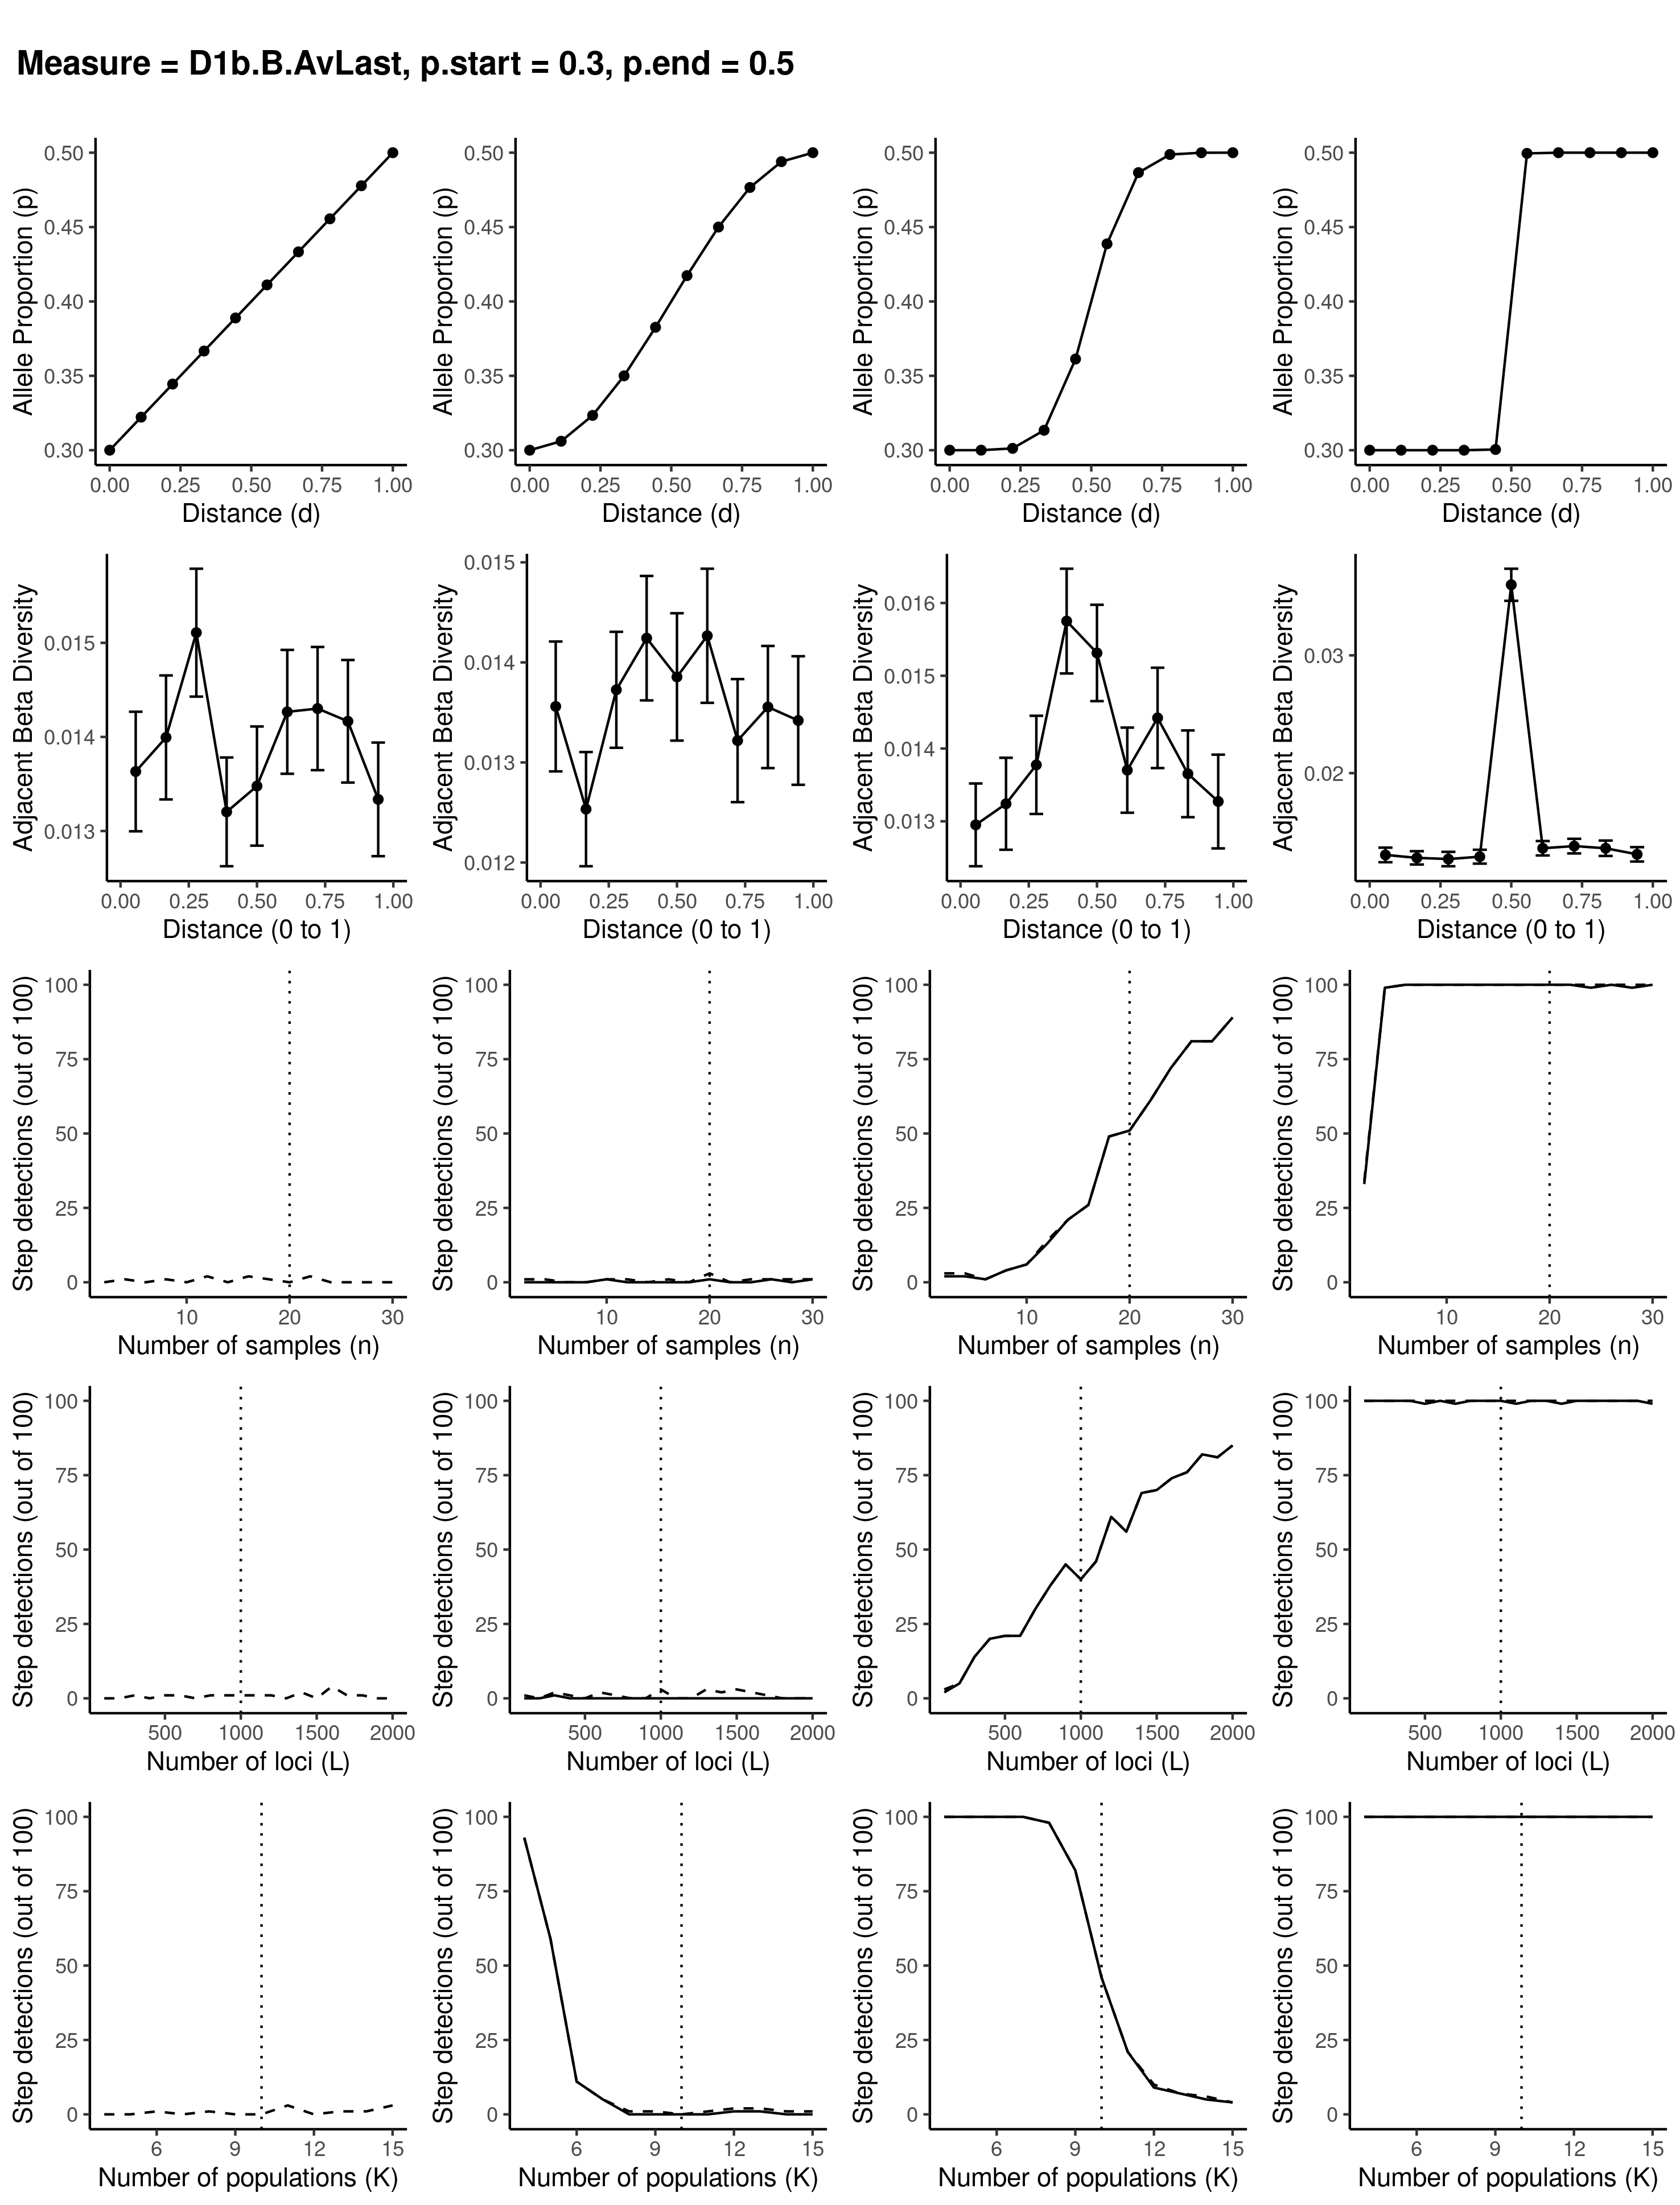 Measure = D1b.B.AvLast, p.start = 0.3, p.end = 0.5
Allele Proportion (p)
0.50
0.45
0.40
0.35
0.30
0.00 0.25 0.50 0.75 1.00
Distance (d)
Allele Proportion (p)
0.50
0.45
0.40
0.35
0.30
0.00 0.25 0.50 0.75 1.00
Distance (d)
Allele Proportion (p)
0.50
0.45
0.40
0.35
0.30
0.00 0.25 0.50 0.75 1.00
Distance (d)
Allele Proportion (p)
0.50
0.45
0.40
0.35
0.30
0.00 0.25 0.50 0.75 1.00
Distance (d)
Adjacent Beta Diversity
0.015
0.014
0.013
0.00 0.25 0.50 0.75 1.00
Distance (0 to 1)
Adjacent Beta Diversity
0.015
0.014
0.013
0.012
0.00 0.25 0.50 0.75 1.00
Distance (0 to 1)
Adjacent Beta Diversity
0.016
0.015
0.014
0.013
0.00 0.25 0.50 0.75 1.00
Distance (0 to 1)
Adjacent Beta Diversity
0.03
0.02
0.00 0.25 0.50 0.75 1.00
Distance (0 to 1)
Step detections (out of 100)
100
75
50
25
0
10 20 30
Number of samples (n)
Step detections (out of 100)
100
75
50
25
0
10 20 30
Number of samples (n)
Step detections (out of 100)
100
75
50
25
0
10 20 30
Number of samples (n)
Step detections (out of 100)
100
75
50
25
0
10 20 30
Number of samples (n)
Step detections (out of 100)
100
75
50
25
0
500 1000 1500 2000
Number of loci (L)
Step detections (out of 100)
100
75
50
25
0
500 1000 1500 2000
Number of loci (L)
Step detections (out of 100)
100
75
50
25
0
500 1000 1500 2000
Number of loci (L)
Step detections (out of 100)
100
75
50
25
0
500 1000 1500 2000
Number of loci (L)
Step detections (out of 100)
100
75
50
25
0
6 9 12 15
Number of populations (K)
Step detections (out of 100)
100
75
50
25
0
6 9 12 15
Number of populations (K)
Step detections (out of 100)
100
75
50
25
0
6 9 12 15
Number of populations (K)
Step detections (out of 100)
100
75
50
25
0
6 9 12 15
Number of populations (K)